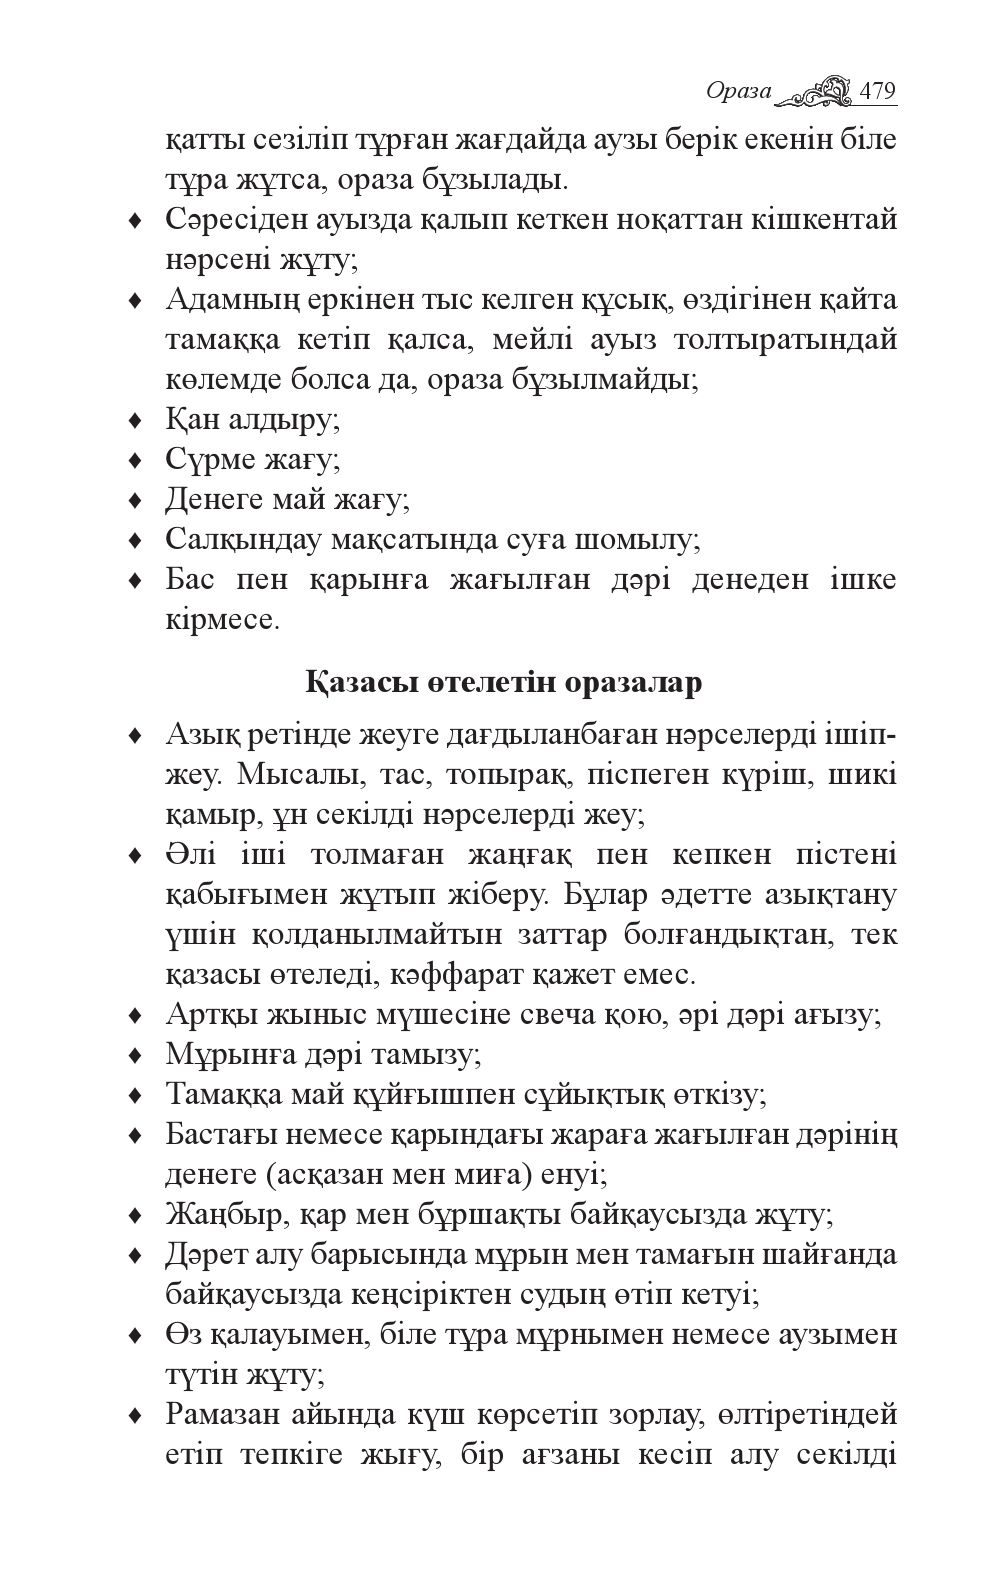 Ораза 479
қатты сезіліп тұрған жағдайда аузы берік екенін біле
тұра жұтса, ораза бұзылады.
♦ Сәресіден ауызда қалып кеткен ноқаттан кішкентай
нәрсені жұту;
♦ Адамның еркінен тыс келген құсық, өздігінен қайта
тамаққа кетіп қалса, мейлі ауыз толтыратындай
көлемде болса да, ораза бұзылмайды;
♦ Қан алдыру;
♦ Сүрме жағу;
♦ Денеге май жағу;
♦ Салқындау мақсатында суға шомылу;
♦ Бас пен қарынға жағылған дәрі денеден ішке
кірмесе.
Қазасы өтелетін оразалар
♦ Азық ретінде жеуге дағдыланбаған нәрселерді ішіп-
жеу. Мысалы, тас, топырақ, піспеген күріш, шикі
қамыр, ұн секілді нәрселерді жеу;
♦ Әлі іші толмаған жаңғақ пен кепкен пістені
қабығымен жұтып жіберу. Бұлар әдетте азықтану
үшін қолданылмайтын заттар болғандықтан, тек
қазасы өтеледі, кәффарат қажет емес.
♦ Артқы жыныс мүшесіне свеча қою, әрі дәрі ағызу;
♦ Мұрынға дәрі тамызу;
♦ Тамаққа май құйғышпен сұйықтық өткізу;
♦ Бастағы немесе қарындағы жараға жағылған дәрінің
денеге (асқазан мен миға) енуі;
♦ Жаңбыр, қар мен бұршақты байқаусызда жұту;
♦ Дәрет алу барысында мұрын мен тамағын шайғанда
байқаусызда кеңсіріктен судың өтіп кетуі;
♦ Өз қалауымен, біле тұра мұрнымен немесе аузымен
түтін жұту;
♦ Рамазан айында күш көрсетіп зорлау, өлтіретіндей
етіп тепкіге жығу, бір ағзаны кесіп алу секілді